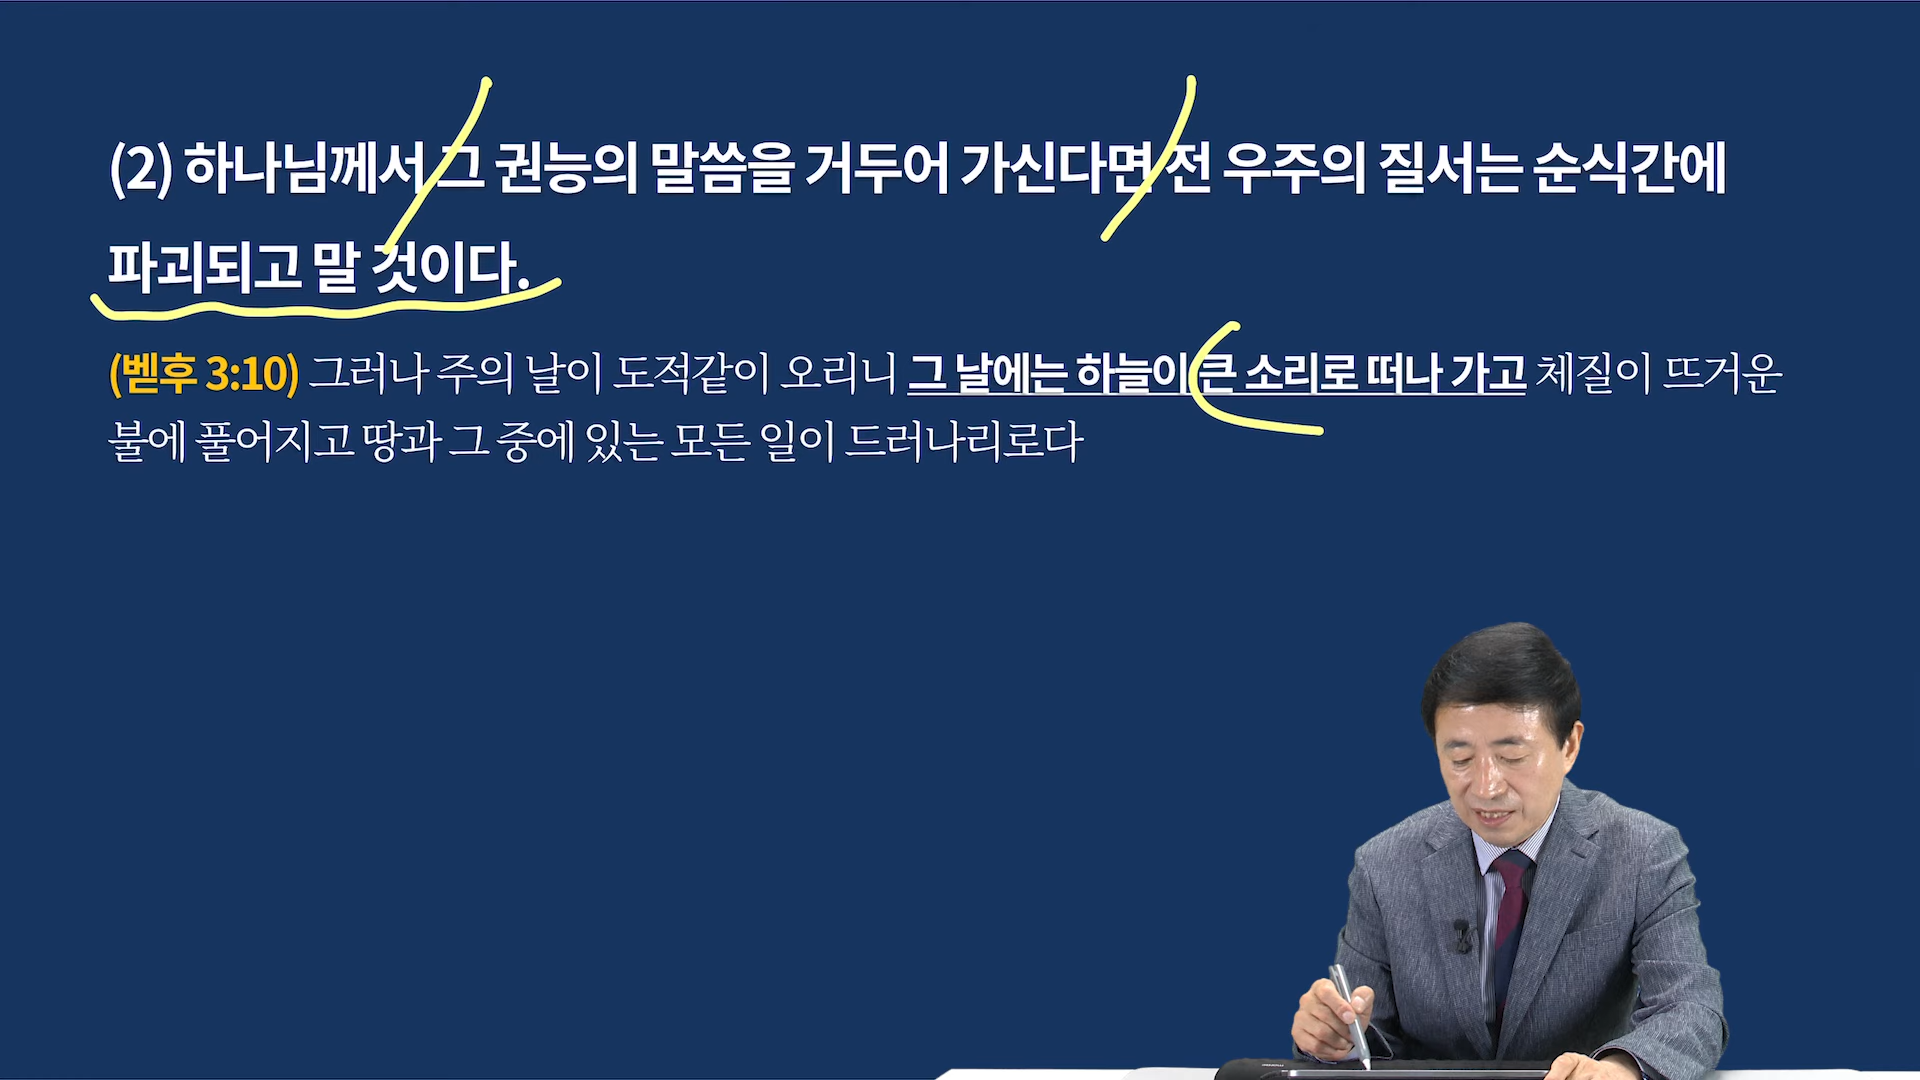 (2) 하나님께서 그 권능의 말씀을 거두어 가신다면 전 우주의 질서는 순식간에
파괴되고 말 것이다.
(벧후 3:10) 그러나 주의 날이 도적같이 오리니 그 날에는 하늘이 큰 소리로 떠나 가고 체질이 뜨거운
불에 풀어지고 땅과 그 중에 있는 모든 일이 드러나리로다